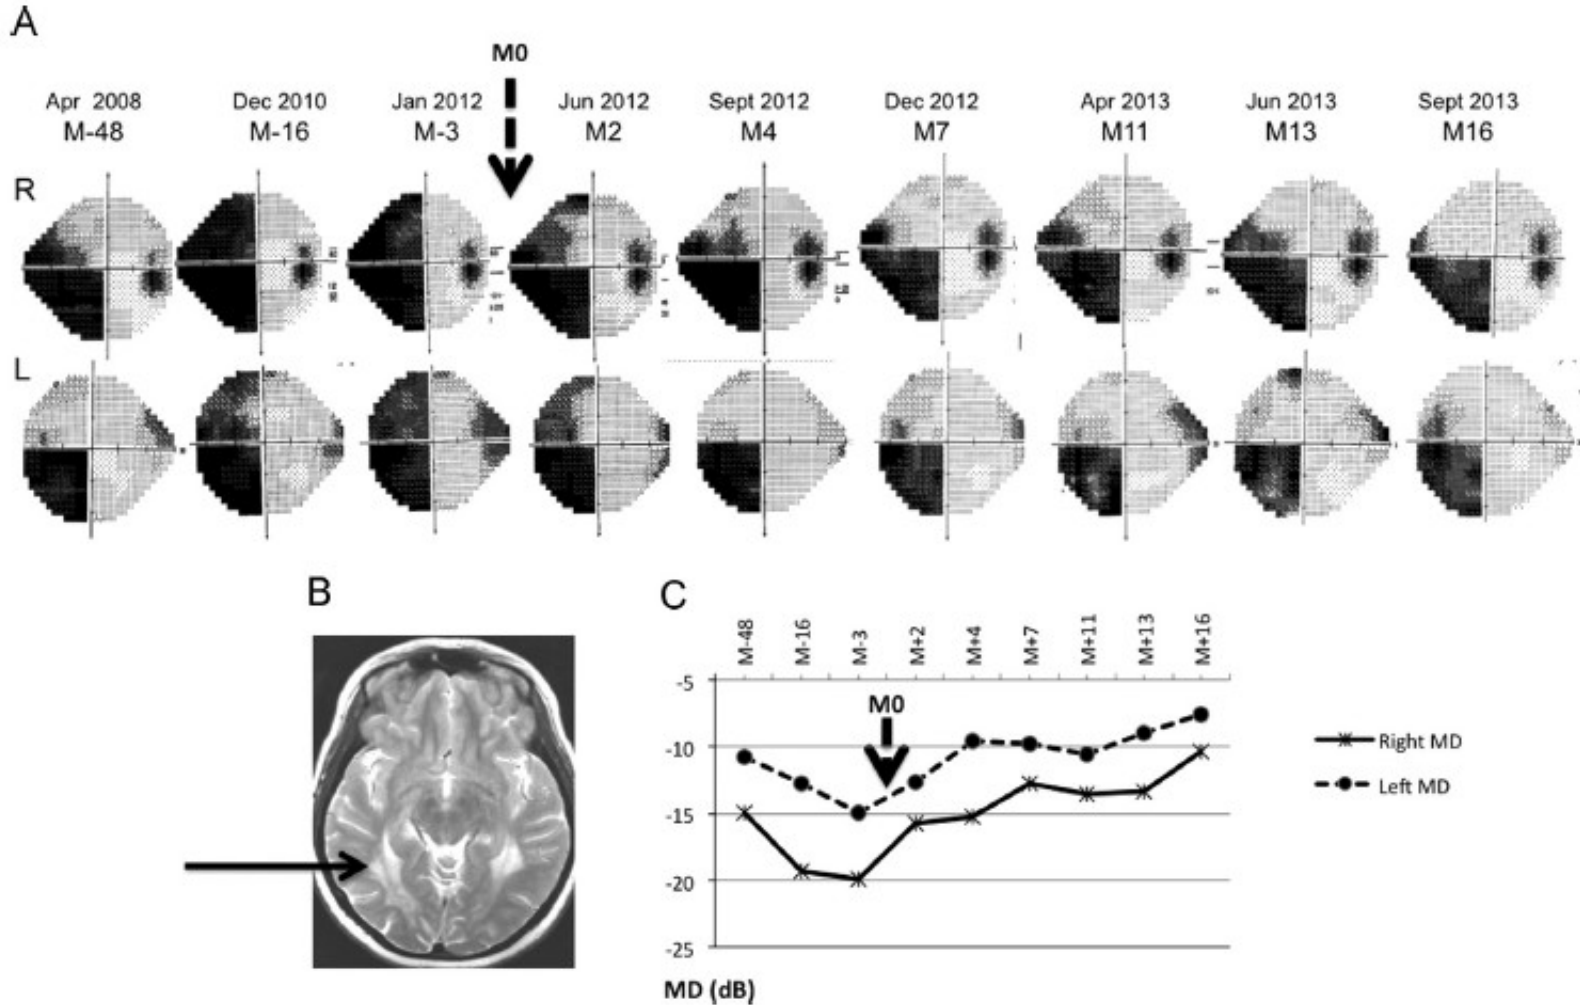 A
M0
Apr 2008 Dec 2010 Jan 2012 Jun 2012 Sept 2012 Dec 2012 Apr 2013 Jun 2013 Sept 2013
M-48 M-16 M-3 M2 M4 M7 M11 M13 M16
R
L
B
C
M-48 M-16 M-3 M+2 M+4 M+7 M+11 M+13 M+16
-5
M0
-10
-15
-20
-25
Right MD
Left MD
MD (dB)